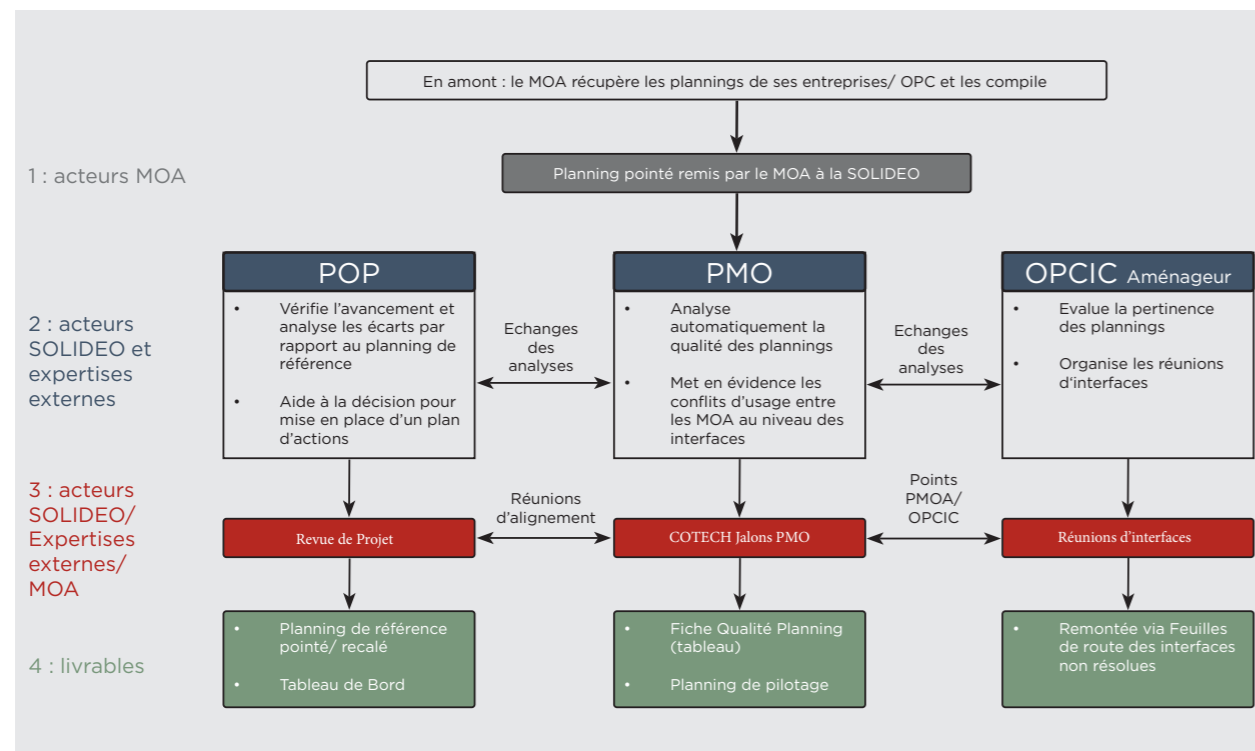 En amont : le MOA récupère les plannings de ses entreprises/ OPC et les compile
1 : acteurs MOA
Planning pointé remis par le MOA à la SOLIDEO
2 : acteurs
SOLIDEO et
expertises
externes
POP
• Vérifie l’avancement et
analyse les écarts par
rapport au planning de
référence
• Aide à la décision pour
mise en place d’un plan
d’actions
Echanges
des
analyses
PMO
• Analyse
automatiquement la
qualité des plannings
• Met en évidence les
conflits d’usage entre
les MOA au niveau des
interfaces
Echanges
des
analyses
OPCIC Aménageur
• Evalue la pertinence
des plannings
• Organise les réunions
d‘interfaces
3 : acteurs
SOLIDEO/
Expertises
externes/
MOA
Revue de Projet
Réunions
d’alignement
COTECH Jalons PMO
Points
PMOA/
OPCIC
Réunions d’interfaces
4 : livrables
• Planning de référence
pointé/ recalé
• Tableau de Bord
• Fiche Qualité Planning
(tableau)
• Planning de pilotage
• Remontée via Feuilles
de route des interfaces
non résolues